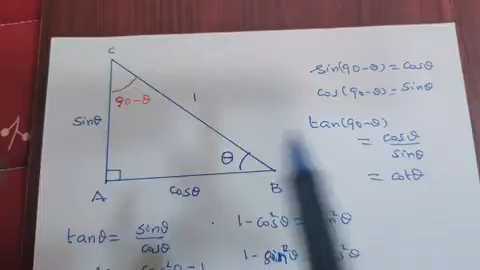 C
90-θ
1
sinθ
θ
A
cosθ
B
sin(90-θ)=cosθ
cos(90-θ)=sinθ
tan(90-θ)
= cosθ/sinθ
= cotθ
tanθ = sinθ/cosθ
1-cos²θ = sin²θ
1-sin²θ